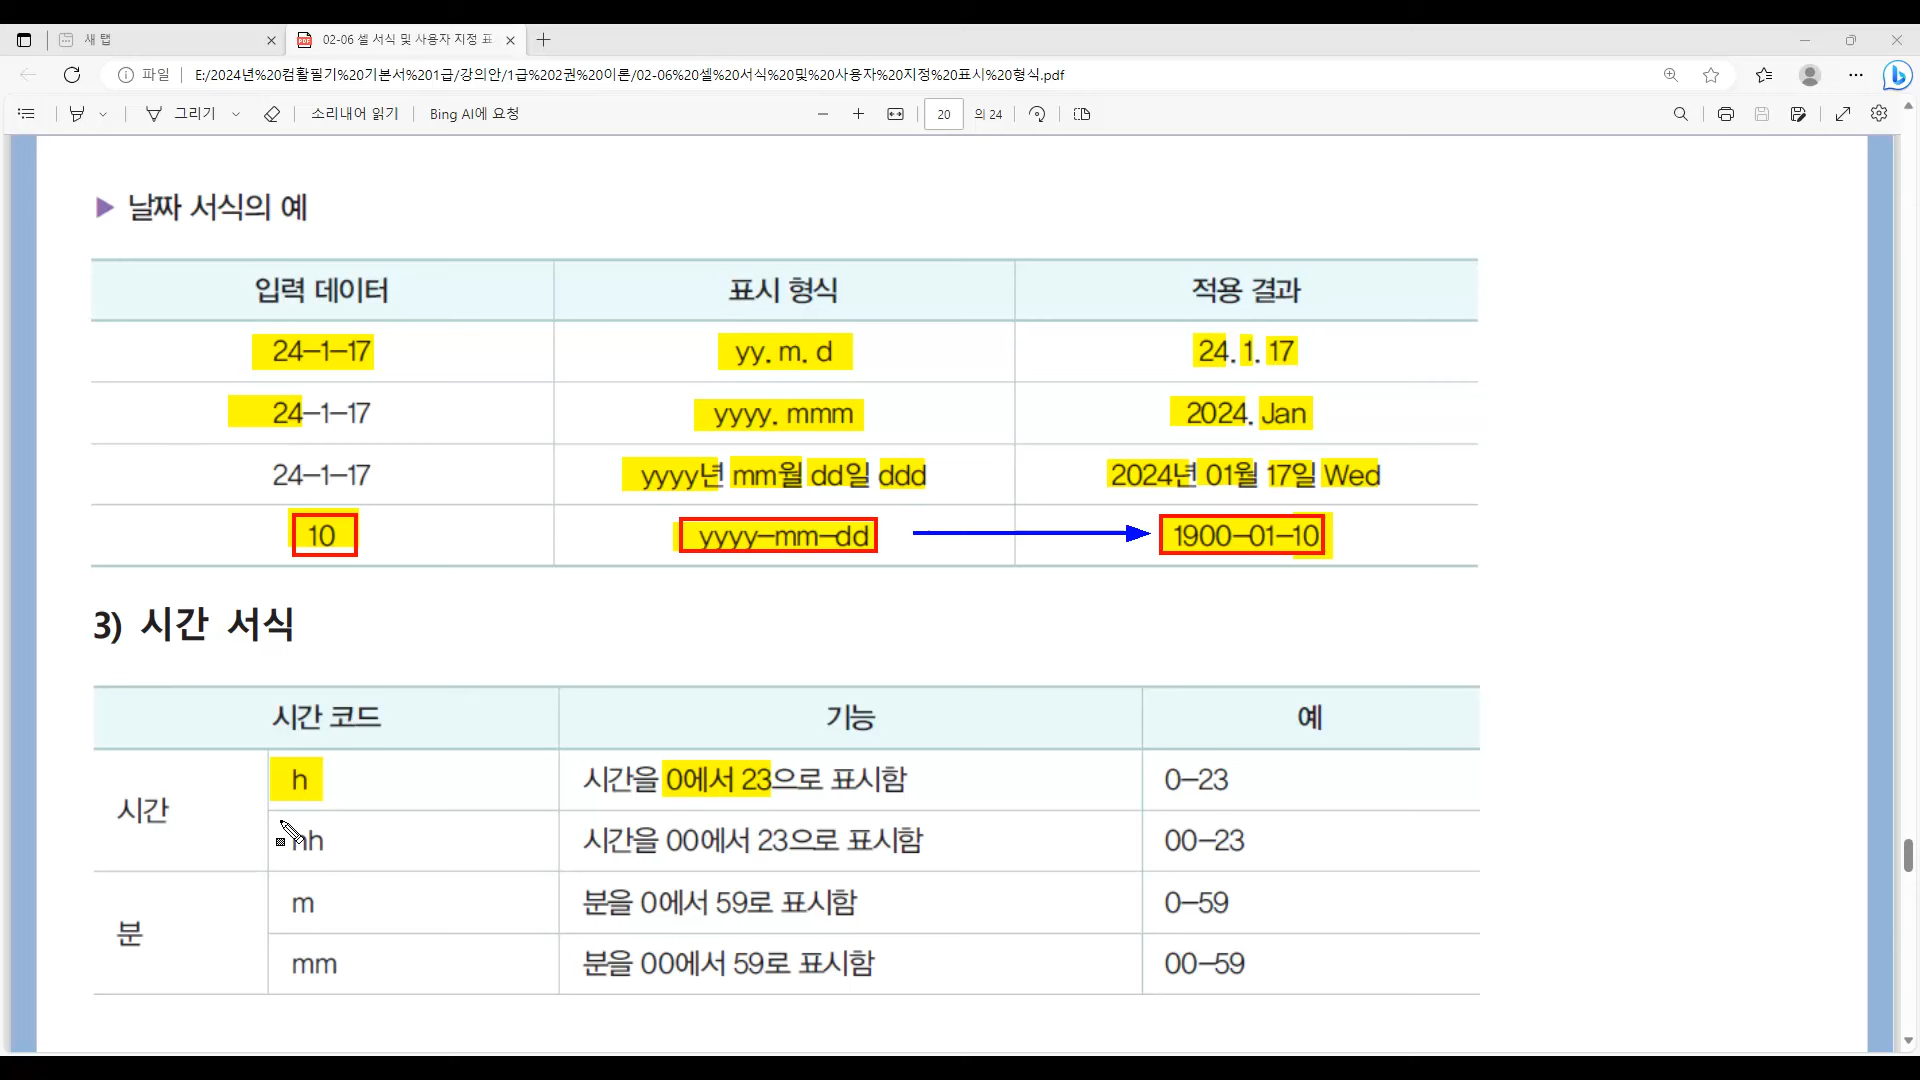 새 탭
02-06 셀 서식 및 사용자 지정 표
파일
E:/2024년%20컴활필기%20기본서%201급/강의안/1급%202권%20이론/02-06%20셀%20서식%20및%20사용자%20지정%20표시%20형식.pdf
그리기
소리내어 읽기
Bing AI에 요청
20
의 24
▶ 날짜 서식의 예
입력 데이터 표시 형식 적용 결과
24-1-17 yy. m. d 24. 1. 17
24-1-17 yyyy. mmm 2024. Jan
24-1-17 yyyy년 mm월 dd일 ddd 2024년 01월 17일 Wed
10 yyyy-mm-dd 1900-01-10
3) 시간 서식
시간 코드 기능 예
시간
h 시간을 0에서 23으로 표시함 0-23
hh 시간을 00에서 23으로 표시함 00-23
분
m 분을 0에서 59로 표시함 0-59
mm 분을 00에서 59로 표시함 00-59